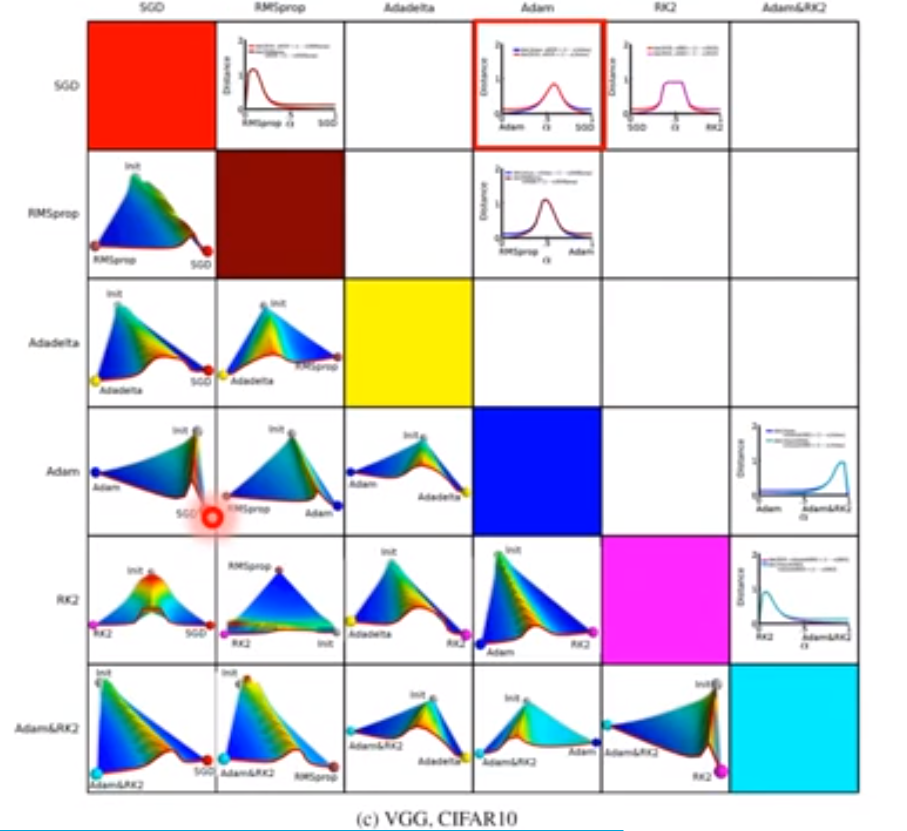 SGD RMSprop Adadelta Adam RK2 Adam&RK2
SGD
Distance
RMSprop α SGD
Distance
Adam α SGD
Distance
SGD α RK2
RMSprop
Init
RMSprop
SGD
Distance
RMSprop α Adam
Adadelta
Init
Adadelta
SGD
Init
Adadelta
RMSprop
Adam
Init
Adam
SGD
Init
RMSprop
Adam
Init
Adam
Adadelta
Distance
Adam α Adam&RK2
RK2
Init
RK2
SGD
RMSprop
RK2
Init
Init
Adadelta
RK2
Init
Adam
RK2
Distance
RK2 α Adam&RK2
Adam&RK2
Init
Adam&RK2
SGD
Init
Adam&RK2
RMSprop
Init
Adam&RK2
Adadelta
Init
Adam&RK2
Adam
Init
Adam&RK2
RK2
(c) VGG, CIFAR10